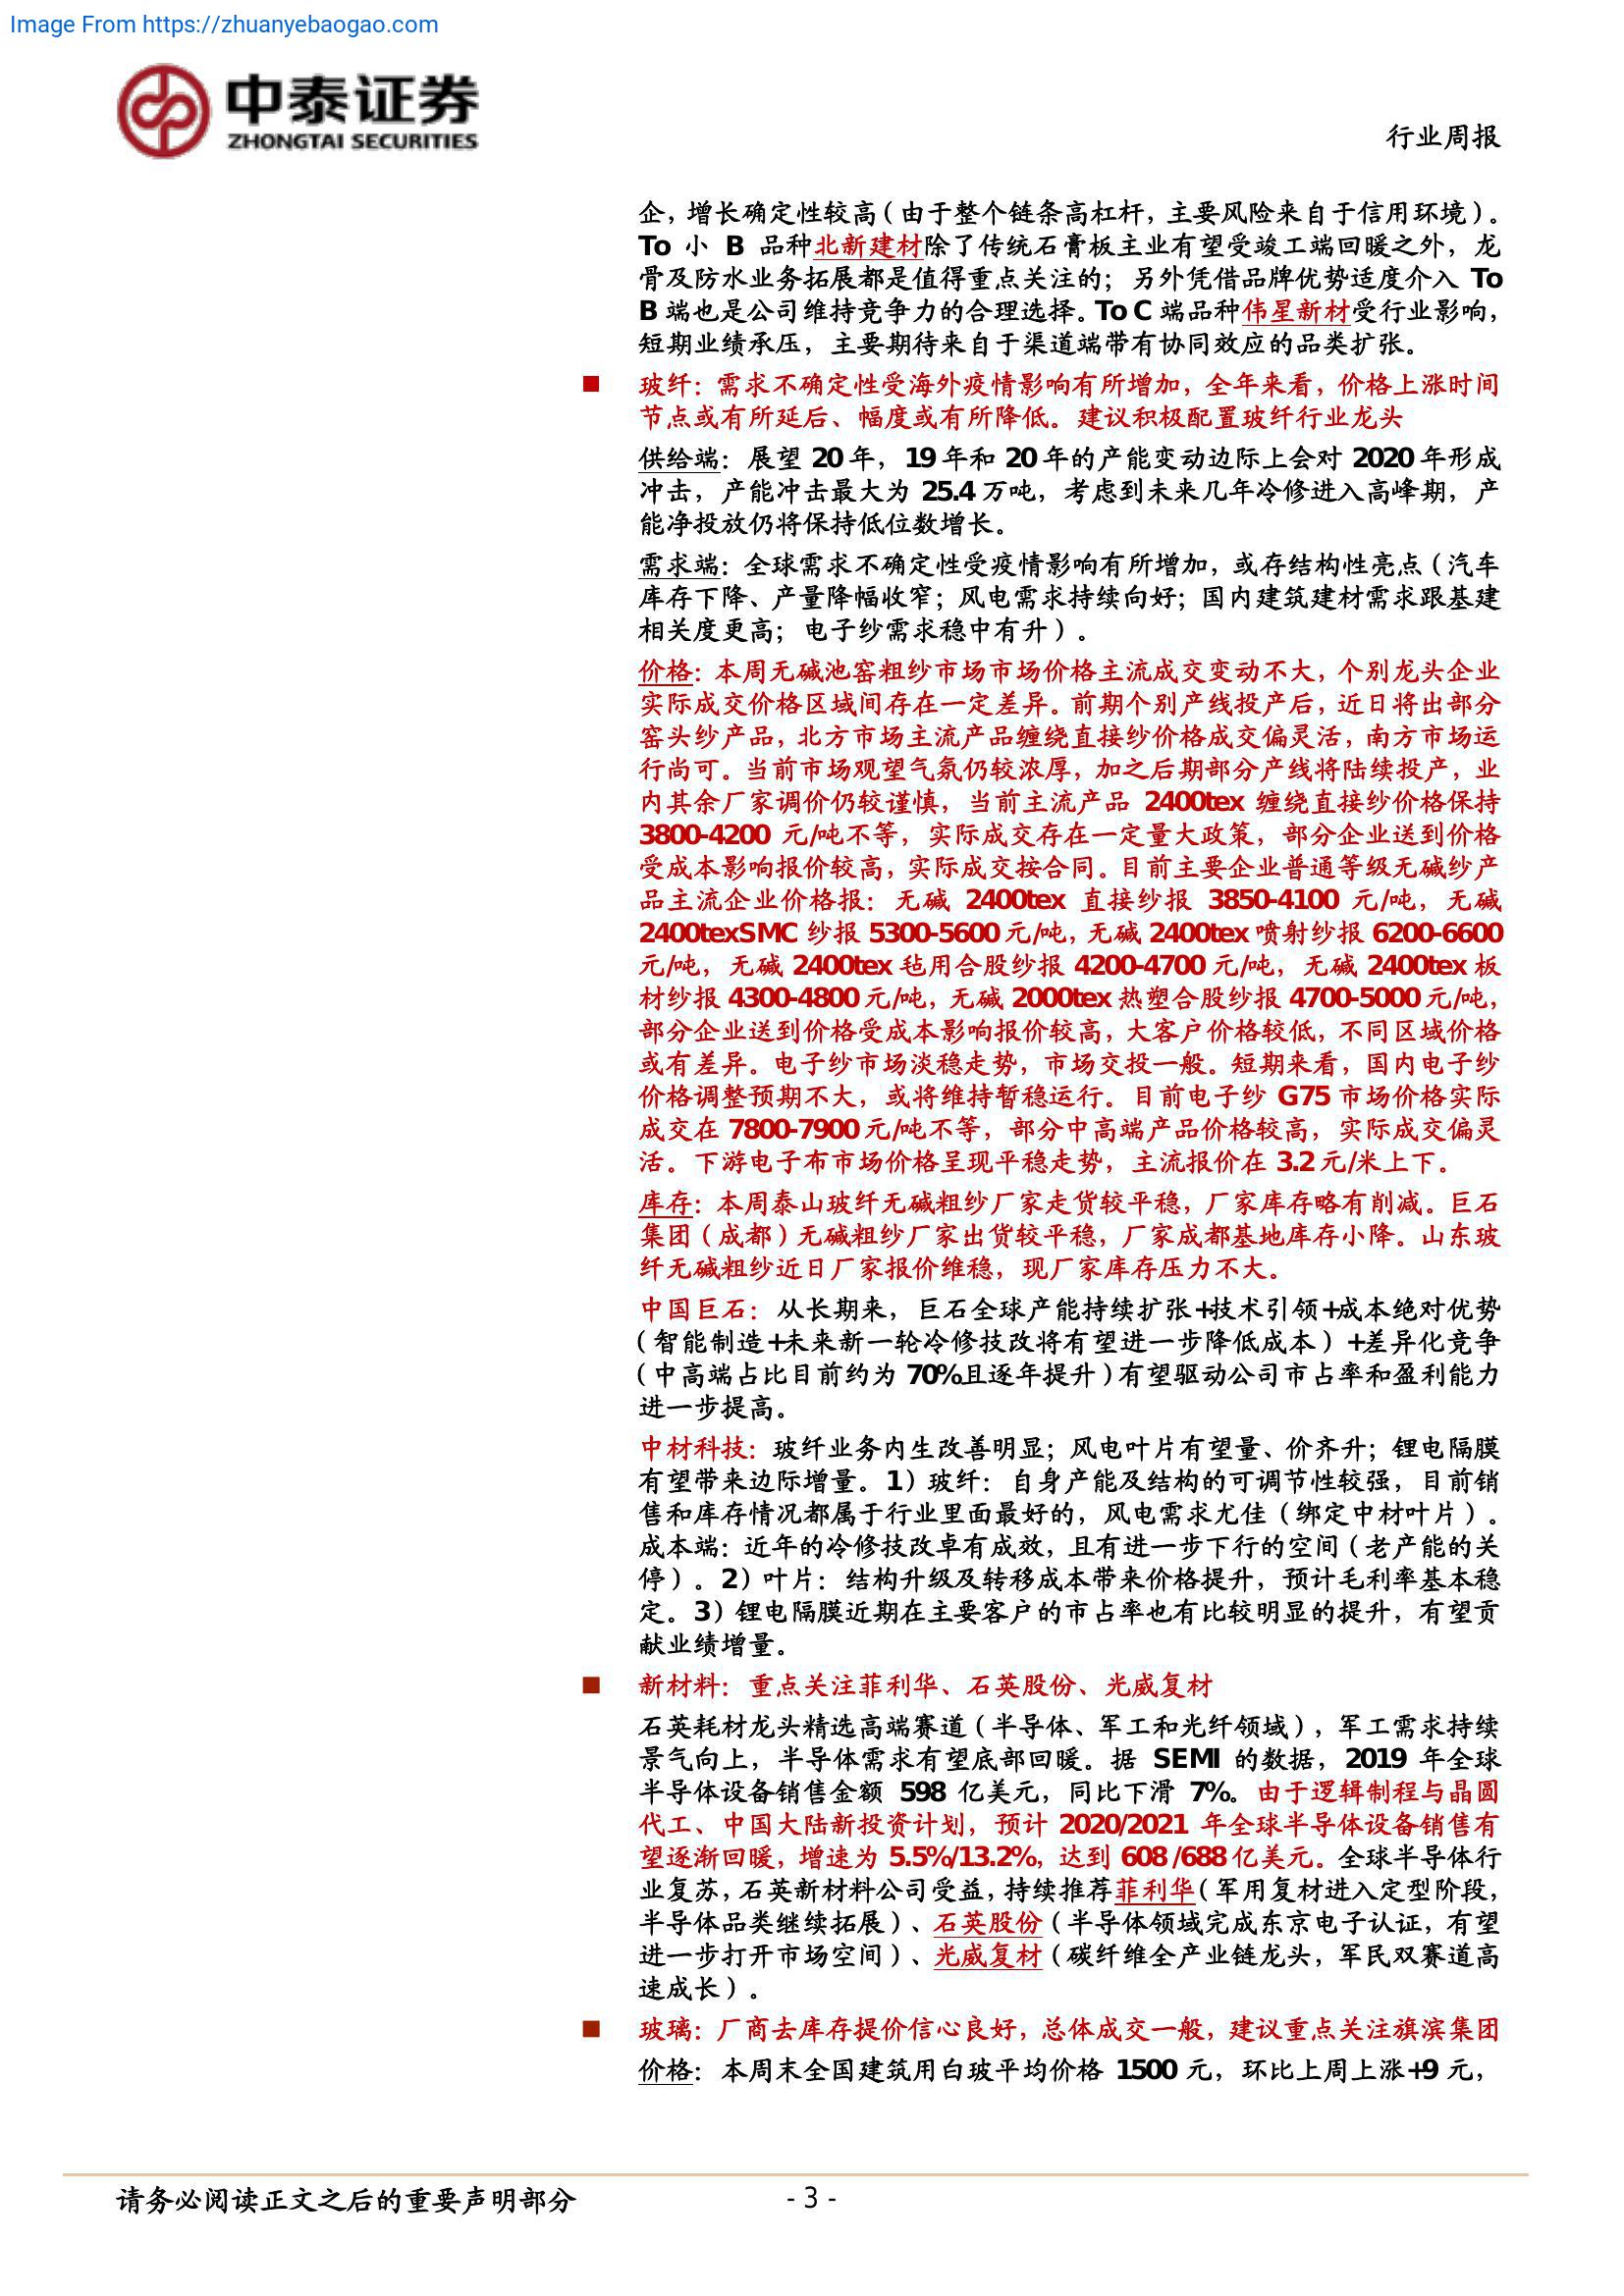 Image From https://zhuanyebaogao.com
中泰证券
ZHONGTAI SECURITIES
行业周报
企，增长确定性较高（由于整个链条高杠杆，主要风险来自于信用环境）。
To 小 B 品种北新建材除了传统石膏板主业有望受竣工端回暖之外，龙
骨及防水业务拓展都是值得重点关注的；另外凭借品牌优势适度介入 To
B 端也是公司维持竞争力的合理选择。To C 端品种伟星新材受行业影响，
短期业绩承压，主要期待来自于渠道端带有协同效应的品类扩张。
■ 玻纤：需求不确定性受海外疫情影响有所增加，全年来看，价格上涨时间
节点或有所延后、幅度或有所降低。建议积极配置玻纤行业龙头
供给端：展望 20 年，19 年和 20 年的产能变动边际上会对 2020 年形成
冲击，产能冲击最大为 25.4 万吨，考虑到未来几年冷修进入高峰期，产
能净投放仍将保持低位数增长。
需求端：全球需求不确定性受疫情影响有所增加，或存结构性亮点（汽车
库存下降、产量降幅收窄；风电需求持续向好；国内建筑建材需求跟基建
相关度更高；电子纱需求稳中有升）。
价格：本周无碱池窑粗纱市场市场价格主流成交变动不大，个别龙头企业
实际成交价格区域间存在一定差异。前期个别产线投产后，近日将出部分
窑头纱产品，北方市场主流产品缠绕直接纱价格成交偏灵活，南方市场运
行尚可。当前市场观望气氛仍较浓厚，加之后期部分产线将陆续投产，业
内其余厂家调价仍较谨慎，当前主流产品 2400tex 缠绕直接纱价格保持
3800-4200 元/吨不等，实际成交存在一定量大政策，部分企业送到价格
受成本影响报价较高，实际成交按合同。目前主要企业普通等级无碱纱产
品主流企业价格报：无碱 2400tex 直接纱报 3850-4100 元/吨，无碱
2400texSMC 纱报 5300-5600 元/吨，无碱 2400tex 喷射纱报 6200-6600
元/吨，无碱 2400tex 毡用合股纱报 4200-4700 元/吨，无碱 2400tex 板
材纱报 4300-4800 元/吨，无碱 2000tex 热塑合股纱报 4700-5000 元/吨，
部分企业送到价格受成本影响报价较高，大客户价格较低，不同区域价格
或有差异。电子纱市场淡稳走势，市场交投一般。短期来看，国内电子纱
价格调整预期不大，或将维持暂稳运行。目前电子纱 G75 市场价格实际
成交在 7800-7900 元/吨不等，部分中高端产品价格较高，实际成交偏灵
活。下游电子布市场价格呈现平稳走势，主流报价在 3.2 元/米上下。
库存：本周泰山玻纤无碱粗纱厂家走货较平稳，厂家库存略有削减。巨石
集团（成都）无碱粗纱厂家出货较平稳，厂家成都基地库存小降。山东玻
纤无碱粗纱近日厂家报价维稳，现厂家库存压力不大。
中国巨石：从长期来，巨石全球产能持续扩张+技术引领+成本绝对优势
（智能制造+未来新一轮冷修技改将有望进一步降低成本）+差异化竞争
（中高端占比目前约为 70%且逐年提升）有望驱动公司市占率和盈利能力
进一步提高。
中材科技：玻纤业务内生改善明显；风电叶片有望量、价齐升；锂电隔膜
有望带来边际增量。1）玻纤：自身产能及结构的可调节性较强，目前销
售和库存情况都属于行业里面最好的，风电需求尤佳（绑定中材叶片）。
成本端：近年的冷修技改卓有成效，且有进一步下行的空间（老产能的关
停）。2）叶片：结构升级及转移成本带来价格提升，预计毛利率基本稳
定。3）锂电隔膜近期在主要客户的市占率也有比较明显的提升，有望贡
献业绩增量。
■ 新材料：重点关注菲利华、石英股份、光威复材
石英耗材龙头精选高端赛道（半导体、军工和光纤领域），军工需求持续
景气向上，半导体需求有望底部回暖。据 SEMI 的数据，2019 年全球
半导体设备销售金额 598 亿美元，同比下滑 7%。由于逻辑制程与晶圆
代工、中国大陆新投资计划，预计 2020/2021 年全球半导体设备销售有
望逐渐回暖，增速为 5.5%/13.2%，达到 608 /688 亿美元。全球半导体行
业复苏，石英新材料公司受益，持续推荐菲利华（军用复材进入定型阶段，
半导体品类继续拓展）、石英股份（半导体领域完成东京电子认证，有望
进一步打开市场空间）、光威复材（碳纤维全产业链龙头，军民双赛道高
速成长）。
■ 玻璃：厂商去库存提价信心良好，总体成交一般，建议重点关注旗滨集团
价格：本周末全国建筑用白玻平均价格 1500 元，环比上周上涨+9 元，
请务必阅读正文之后的重要声明部分
- 3 -